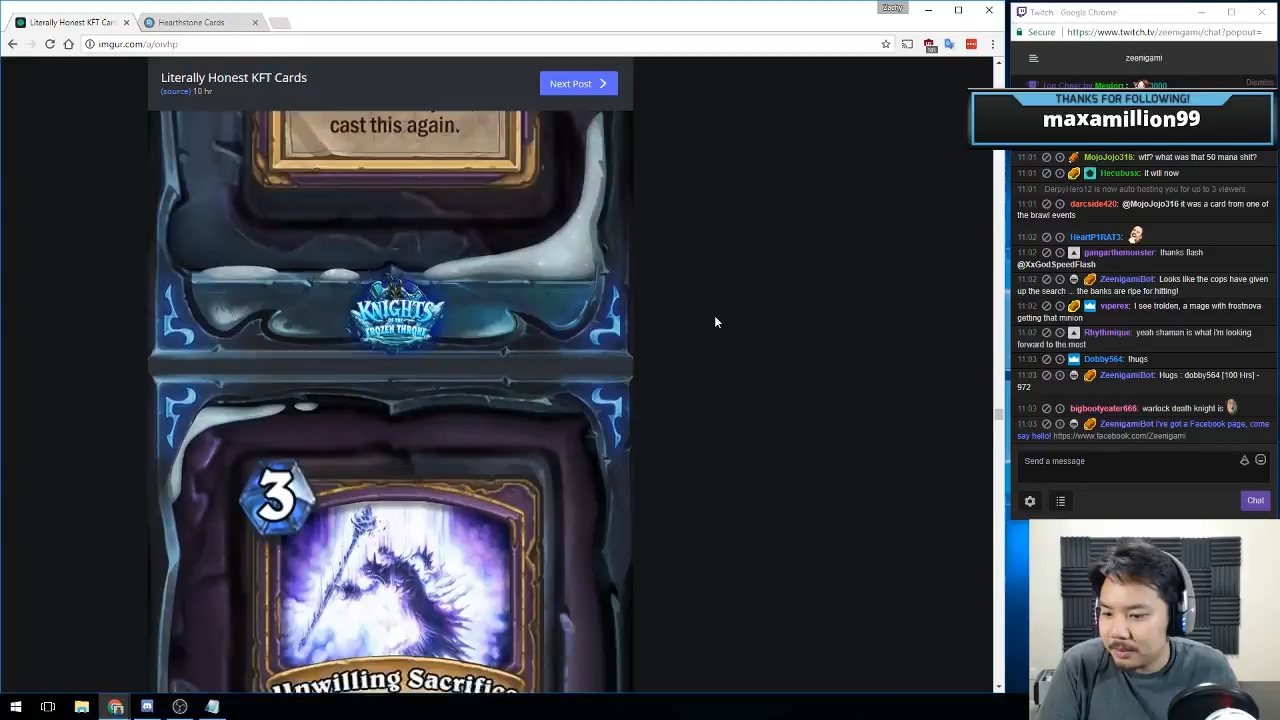 Literally Honest KFT Card
Hearthstone Cards
Zachy
imgur.com/a/oivhp
Literally Honest KFT Cards
(source) 10 hr
Next Post
cast this again.
KNIGHTS
OF THE
FROZEN THRONE
3
Unwilling Sacrifice
Twitch - Google Chrome
Secure
https://www.twitch.tv/zeenigami/chat?popout=
zeenigami
Dismiss
THANKS FOR FOLLOWING!
maxamillion99
11:01 MojoJojo316: wtf? what was that 50 mana shit?
11:01 Hecubusx: it will now
11:01 DerpyHero12 is now auto hosting you for up to 3 viewers.
11:01 darcside420: @MojoJojo316 it was a card from one of
the brawl events
11:02 HeartP1RAT3:
11:02 gangarthemonster: thanks flash
@XxGodSpeedFlash
11:02 ZeenigamiBot: Looks like the cops have given
up the search ... the banks are ripe for hitting!
11:02 viperex: I see trolden, a mage with frostnova
getting that minion
11:02 Rhythmique: yeah shaman is what i'm looking
forward to the most
11:03 Dobby564: !hugs
11:03 ZeenigamiBot: Hugs : dobby564 [100 Hrs] -
972
11:03 bigbootyeater666: warlock death knight is
11:03 ZeenigamiBot I've got a Facebook page, come
say hello! https://www.facebook.com/Zeenigami
Send a message
Chat